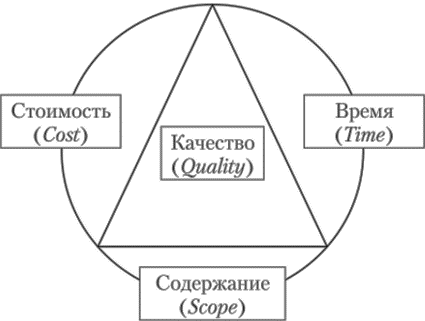 Стоимость
(Cost)
Время
(Time)
Качество
(Quality)
Содержание
(Scope)